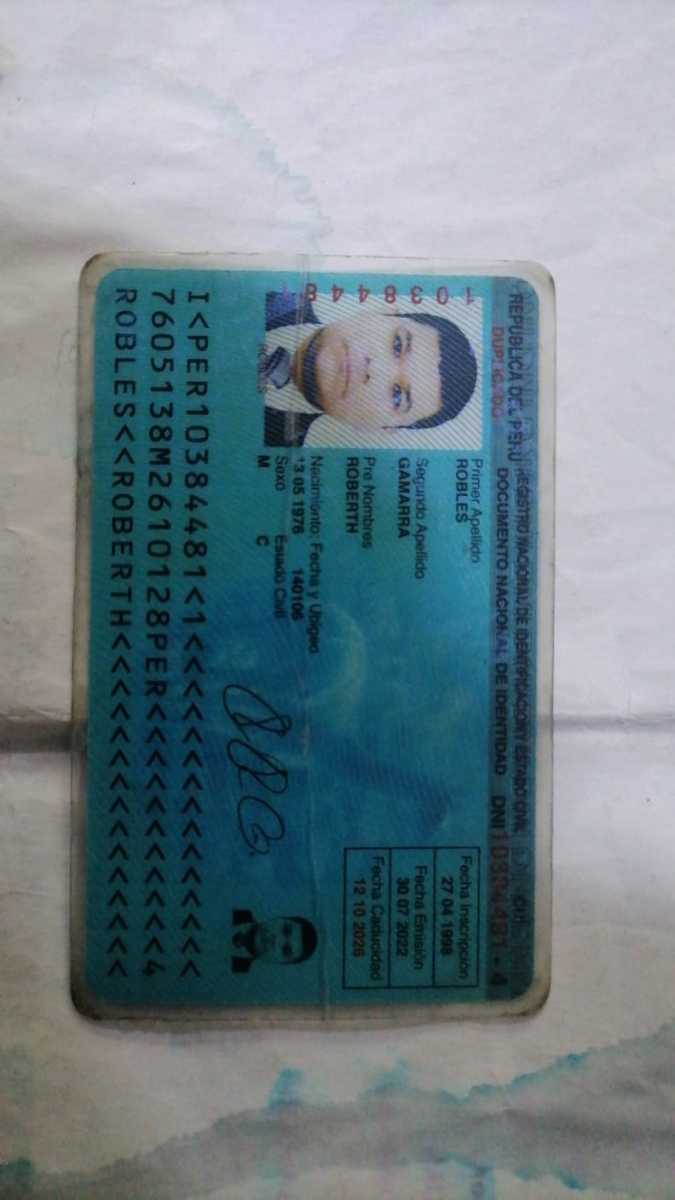 REPUBLICA DEL PERU REGISTRO NACIONAL DE IDENTIFICACION Y ESTADO CIVIL
DUPLICADO DOCUMENTO NACIONAL DE IDENTIDAD DNI 10384481 - 4
Primer Apellido
ROBLES
Segundo Apellido
GAMARRA
Pre Nombres
ROBERTH
Nacimiento: Fecha y Ubigeo
13 05 1976 140106
Sexo Estado Civil
M C
Fecha Inscripción
27 04 1998
Fecha Emisión
30 07 2022
Fecha Caducidad
12 10 2026
I<PER10384481<1<<<<<<<<<<<<<<<
7605138M2610128PER<<<<<<<<<<<4
ROBLES<<ROBERTH<<<<<<<<<<<<<<<